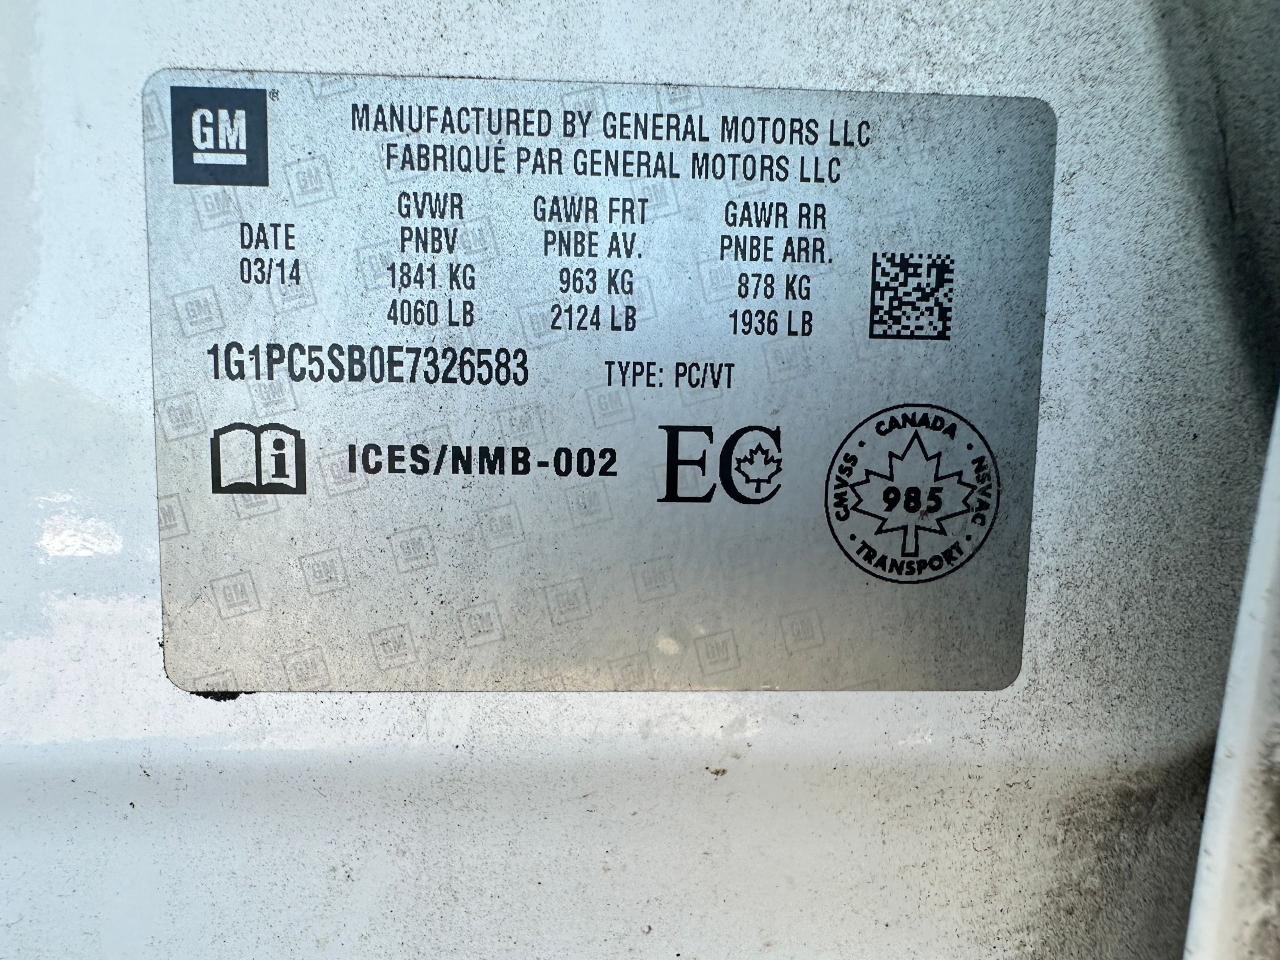 GM®
MANUFACTURED BY GENERAL MOTORS LLC
FABRIQUÉ PAR GENERAL MOTORS LLC
DATE
03/14
GVWR
PNBV
1841 KG
4060 LB
GAWR FRT
PNBE AV.
963 KG
2124 LB
GAWR RR
PNBE ARR.
878 KG
1936 LB
1G1PC5SB0E7326583
TYPE: PC/VT
i
ICES/NMB-002
EC
CANADA
CMVSS
985
NSVAC
TRANSPORT